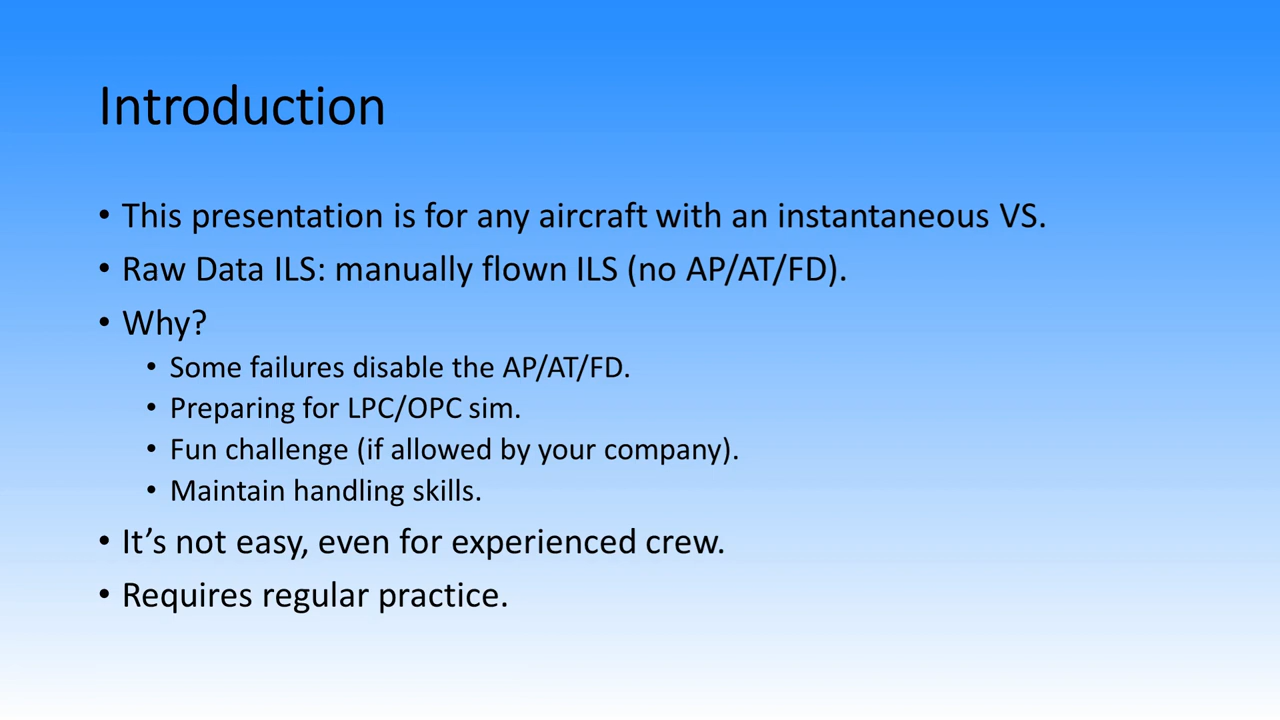 Introduction
• This presentation is for any aircraft with an instantaneous VS.
• Raw Data ILS: manually flown ILS (no AP/AT/FD).
• Why?
• Some failures disable the AP/AT/FD.
• Preparing for LPC/OPC sim.
• Fun challenge (if allowed by your company).
• Maintain handling skills.
• It’s not easy, even for experienced crew.
• Requires regular practice.